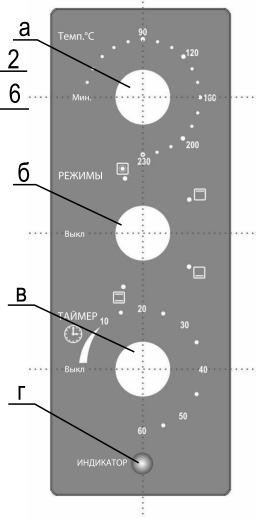 а
Темп.°C
90
120
2
Мин.
180
6
200
230
б
РЕЖИМЫ
Выкл
в
ТАЙМЕР
10
20
30
Выкл
40
50
60
г
ИНДИКАТОР